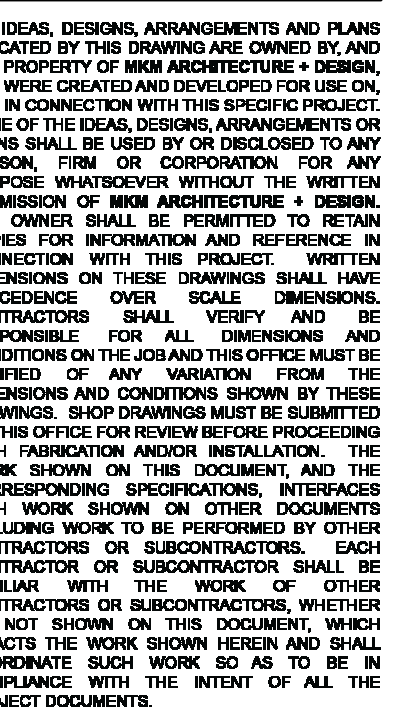 IDEAS, DESIGNS, ARRANGEMENTS AND PLANS
CATED BY THIS DRAWING ARE OWNED BY, AND
PROPERTY OF MKM ARCHITECTURE + DESIGN,
WERE CREATED AND DEVELOPED FOR USE ON,
IN CONNECTION WITH THIS SPECIFIC PROJECT.
E OF THE IDEAS, DESIGNS, ARRANGEMENTS OR
NS SHALL BE USED BY OR DISCLOSED TO ANY
SON, FIRM OR CORPORATION FOR ANY
POSE WHATSOEVER WITHOUT THE WRITTEN
MISSION OF MKM ARCHITECTURE + DESIGN.
OWNER SHALL BE PERMITTED TO RETAIN
IES FOR INFORMATION AND REFERENCE IN
NECTION WITH THIS PROJECT. WRITTEN
ENSIONS ON THESE DRAWINGS SHALL HAVE
CEDENCE OVER SCALE DIMENSIONS.
TRACTORS SHALL VERIFY AND BE
PONSIBLE FOR ALL DIMENSIONS AND
DITIONS ON THE JOB AND THIS OFFICE MUST BE
IFIED OF ANY VARIATION FROM THE
ENSIONS AND CONDITIONS SHOWN BY THESE
WINGS. SHOP DRAWINGS MUST BE SUBMITTED
THIS OFFICE FOR REVIEW BEFORE PROCEEDING
H FABRICATION AND/OR INSTALLATION. THE
RK SHOWN ON THIS DOCUMENT, AND THE
RRESPONDING SPECIFICATIONS, INTERFACES
H WORK SHOWN ON OTHER DOCUMENTS
LUDING WORK TO BE PERFORMED BY OTHER
TRACTORS OR SUBCONTRACTORS. EACH
TRACTOR OR SUBCONTRACTOR SHALL BE
ILIAR WITH THE WORK OF OTHER
TRACTORS OR SUBCONTRACTORS, WHETHER
NOT SHOWN ON THIS DOCUMENT, WHICH
ACTS THE WORK SHOWN HEREIN AND SHALL
RDINATE SUCH WORK SO AS TO BE IN
MPLIANCE WITH THE INTENT OF ALL THE
JECT DOCUMENTS.